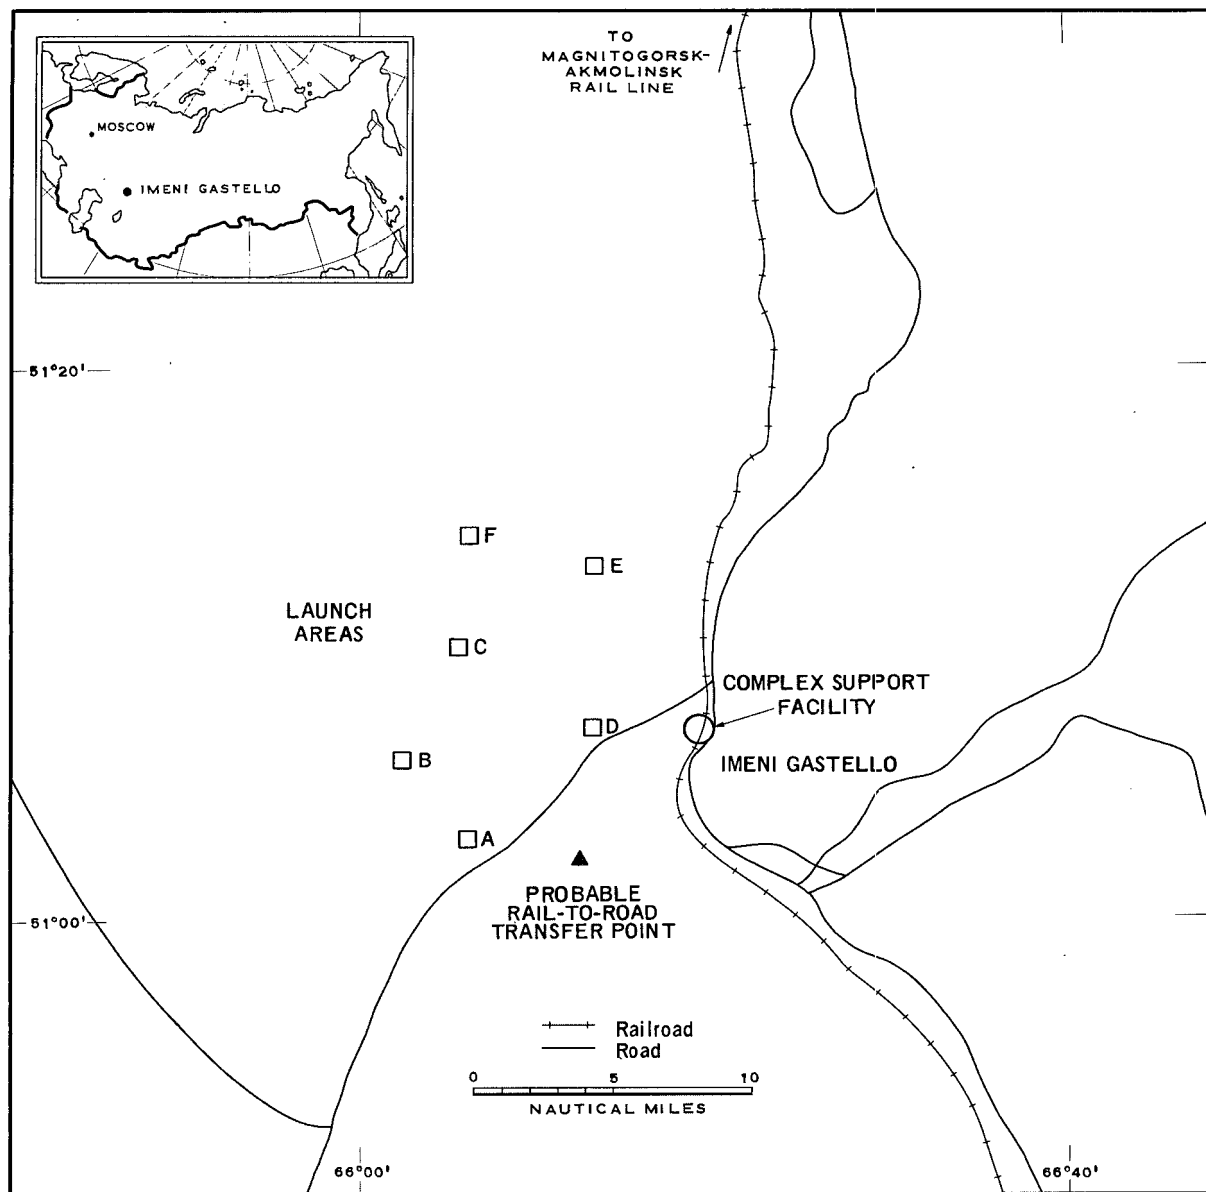 TO
MAGNITOGORSK-
AKMOLINSK
RAIL LINE
MOSCOW
IMENI GASTELLO
51°20'
F
E
LAUNCH
AREAS
C
COMPLEX SUPPORT
FACILITY
D
B
IMENI GASTELLO
A
PROBABLE
RAIL-TO-ROAD
TRANSFER POINT
51°00'
Railroad
Road
0 5 10
NAUTICAL MILES
66°00'
66°40'